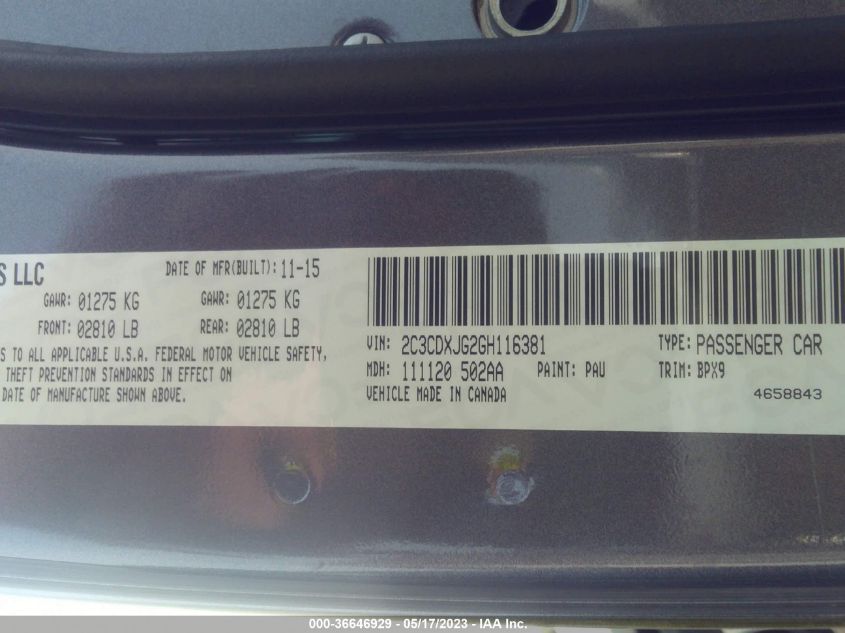 S LLC
DATE OF MFR(BUILT): 11-15
GAWR: 01275 KG GAWR: 01275 KG
FRONT: 02810 LB REAR: 02810 LB
S TO ALL APPLICABLE U.S.A. FEDERAL MOTOR VEHICLE SAFETY,
THEFT PREVENTION STANDARDS IN EFFECT ON
DATE OF MANUFACTURE SHOWN ABOVE.
VIN: 2C3CDXJG2GH116381 TYPE: PASSENGER CAR
MDH: 111120 502AA PAINT: PAU TRIM: BPX9
VEHICLE MADE IN CANADA 4658843
000-36646929 - 05/17/2023 - Copyright © 2023 IAA, Inc.